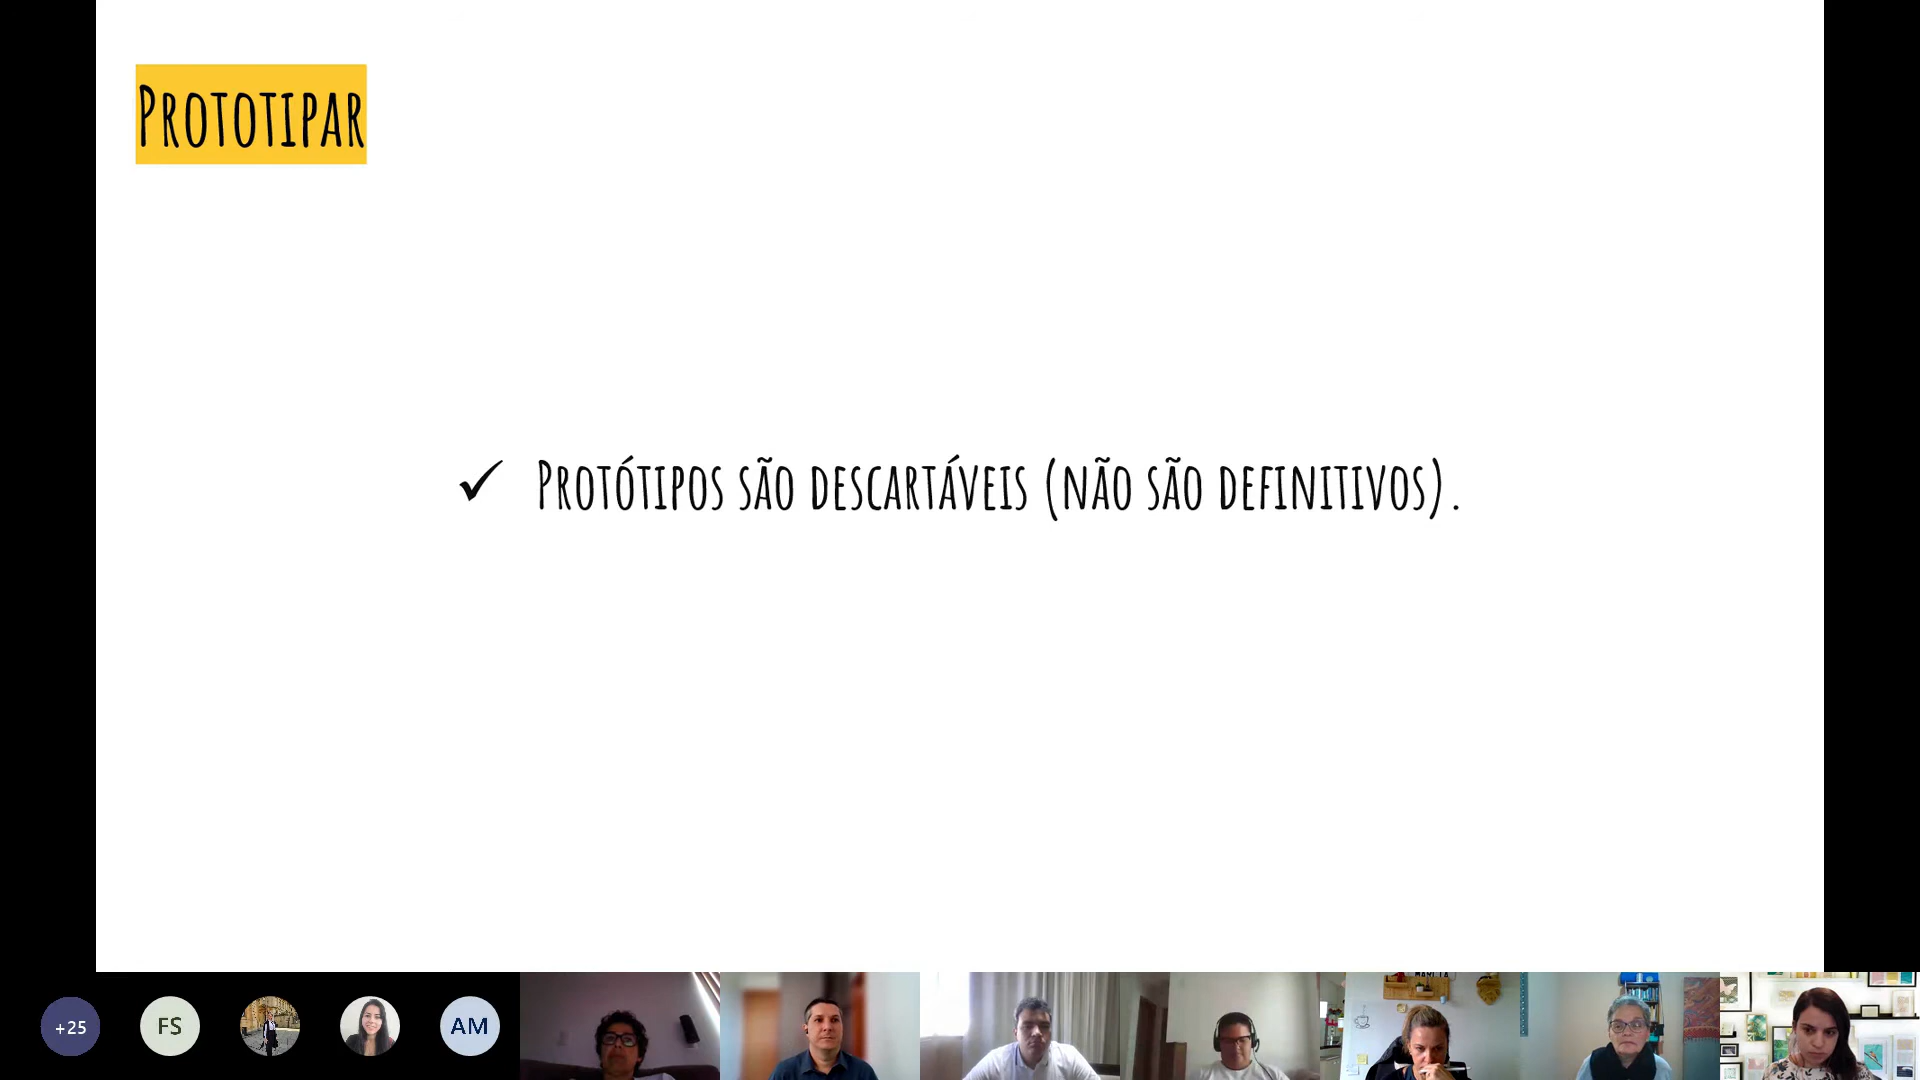 Prototipar
✓ Protótipos são descartáveis (não são definitivos).
+25
FS
AM